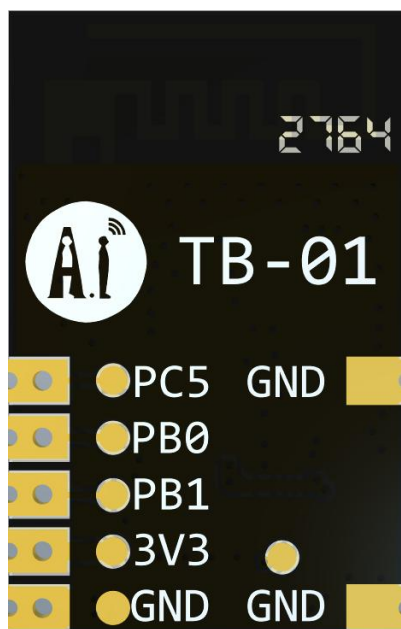 2764
A.i TB-01
PC5 GND
PB0
PB1
3V3
GND GND